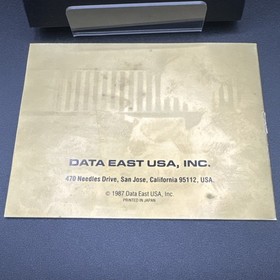 DATA EAST USA, INC.
470 Needles Drive, San Jose, California 95112, USA.
© 1987 Data East USA, Inc.
PRINTED IN JAPAN